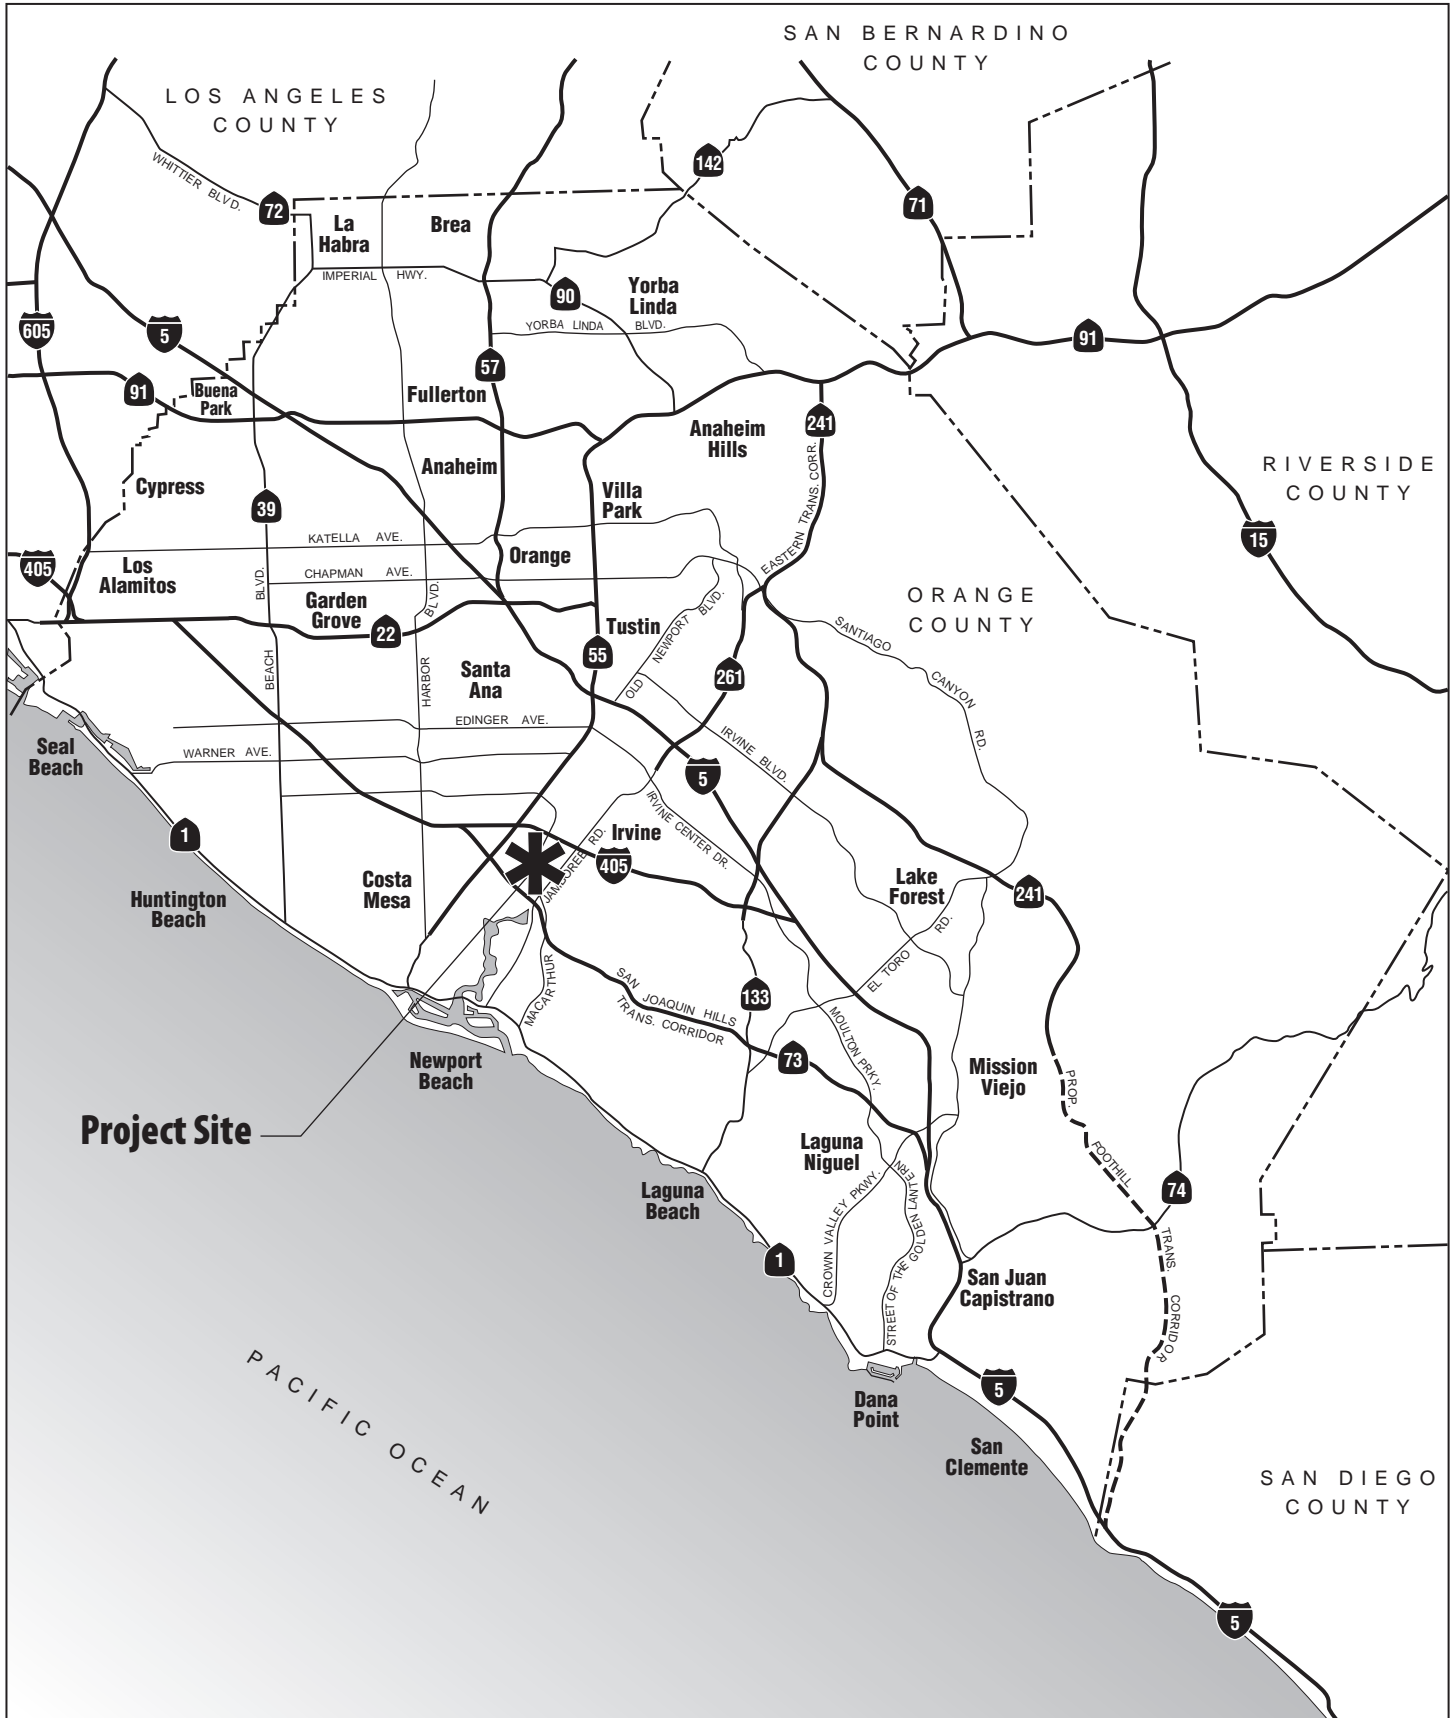 SAN BERNARDINO
COUNTY
LOS ANGELES
COUNTY
WHITTIER BLVD.
142
72
71
La
Habra
Brea
IMPERIAL HWY.
90
Yorba
Linda
YORBA LINDA BLVD.
605
5
91
57
91
Buena
Park
Fullerton
241
Anaheim
Hills
EASTERN TRANS. CORR.
Anaheim
RIVERSIDE
COUNTY
Cypress
39
Villa
Park
KATELLA AVE.
Orange
15
405
Los
Alamitos
CHAPMAN AVE.
BEACH BLVD.
HARBOR BLVD.
Garden
Grove
22
ORANGE
COUNTY
Tustin
55
OLD NEWPORT BLVD.
SANTIAGO CANYON RD.
261
Santa
Ana
EDINGER AVE.
WARNER AVE.
IRVINE BLVD.
Seal
Beach
5
1
IRVINE CENTER DR.
Irvine
405
JAMBOREE RD.
Huntington
Beach
Costa
Mesa
Lake
Forest
241
EL TORO RD.
MACARTHUR
SAN JOAQUIN HILLS
TRANS. CORRIDOR
133
MOULTON PRKY.
73
Newport
Beach
Mission
Viejo
PROP. FOOTHILL TRANS. CORRIDOR
Project Site
Laguna
Niguel
74
Laguna
Beach
CROWN VALLEY PKWY.
STREET OF THE GOLDEN LANTERN
1
San Juan
Capistrano
PACIFIC OCEAN
5
Dana
Point
San
Clemente
SAN DIEGO
COUNTY
5